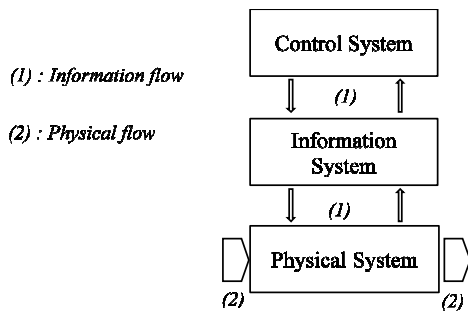 Control System
(1) : Information flow
(1)
(2) : Physical flow
Information
System
(1)
Physical System
(2)
(2)